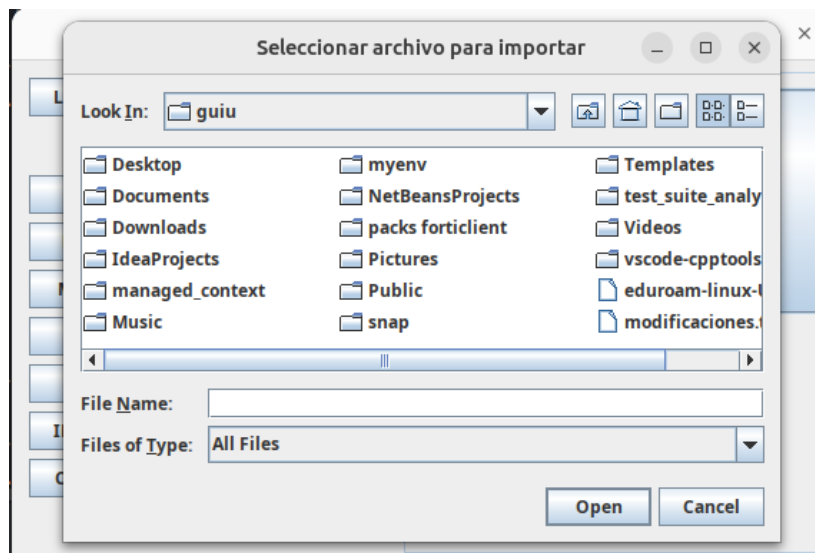 Seleccionar archivo para importar
Look In: guiu
Desktop myenv Templates
Documents NetBeansProjects test_suite_analy
Downloads packs forticlient Videos
IdeaProjects Pictures vscode-cpptools
managed_context Public eduroam-linux-
Music snap modificaciones.
File Name:
Files of Type: All Files
Open Cancel